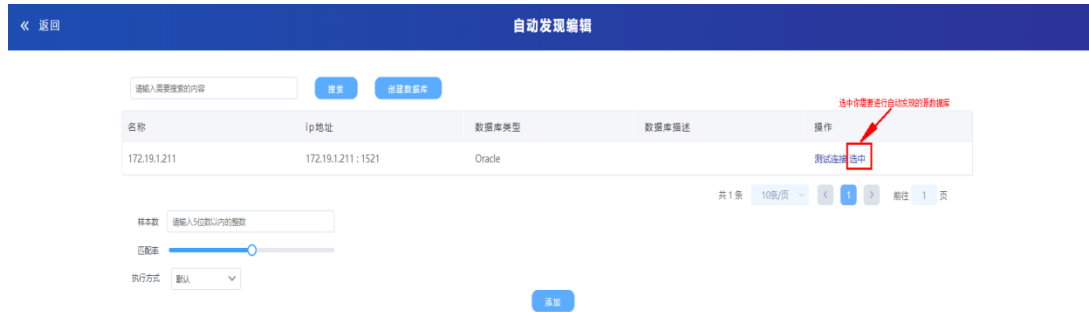 « 返回
自动发现编辑
请输入需要搜索的内容
搜索
创建数据库
选中你需要进行自动发现的源数据库
名称 ip地址 数据库类型 数据库描述 操作
172.19.1.211 172.19.1.211 : 1521 Oracle 测试连接 选中
共1条 10条/页 < 1 > 前往 1 页
样本数 请输入5位数以内的整数
匹配率
执行方式 默认
添加